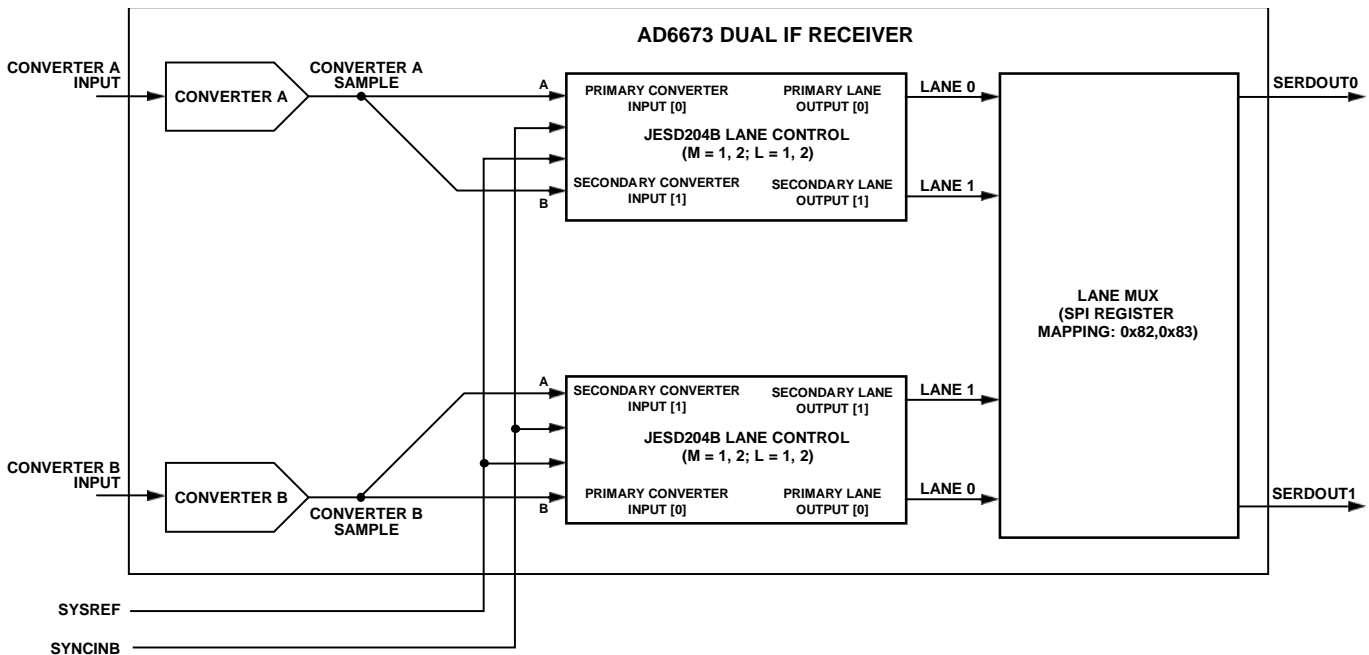 AD6673 DUAL IF RECEIVER
CONVERTER A
INPUT
CONVERTER A
CONVERTER A
SAMPLE
A
B
PRIMARY CONVERTER
INPUT [0]
PRIMARY LANE
OUTPUT [0]
JESD204B LANE CONTROL
(M = 1, 2; L = 1, 2)
SECONDARY CONVERTER
INPUT [1]
SECONDARY LANE
OUTPUT [1]
LANE 0
LANE 1
SERDOUT0
LANE MUX
(SPI REGISTER
MAPPING: 0x82,0x83)
CONVERTER B
INPUT
CONVERTER B
CONVERTER B
SAMPLE
A
B
SECONDARY CONVERTER
INPUT [1]
SECONDARY LANE
OUTPUT [1]
JESD204B LANE CONTROL
(M = 1, 2; L = 1, 2)
PRIMARY CONVERTER
INPUT [0]
PRIMARY LANE
OUTPUT [0]
LANE 1
LANE 0
SERDOUT1
SYSREF
SYNCINB